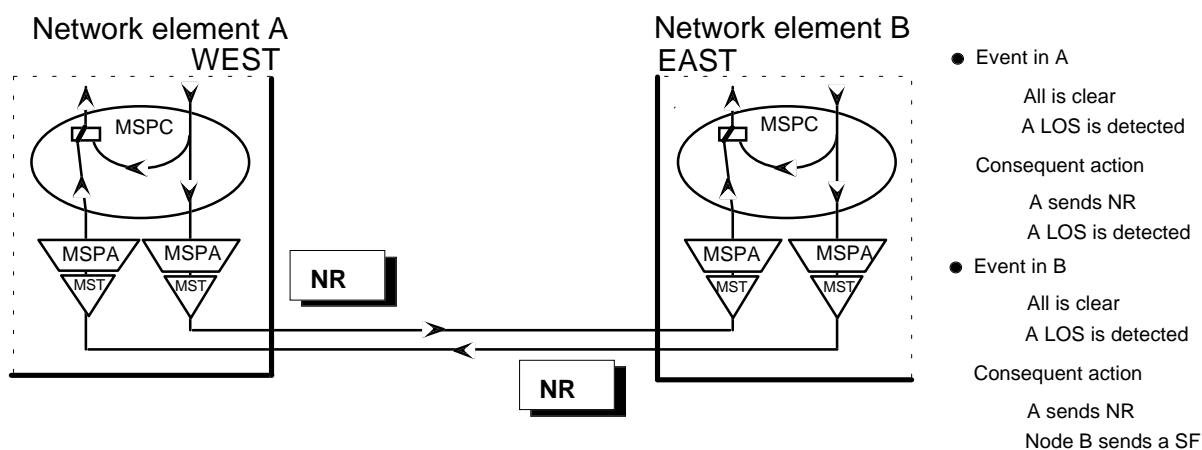 Network element A
WEST
MSPC
MSPA
MSPA
MST
MST
NR
Network element B
EAST
MSPC
MSPA
MSPA
MST
MST
NR
● Event in A
All is clear
A LOS is detected
Consequent action
A sends NR
A LOS is detected
● Event in B
All is clear
A LOS is detected
Consequent action
A sends NR
Node B sends a SF